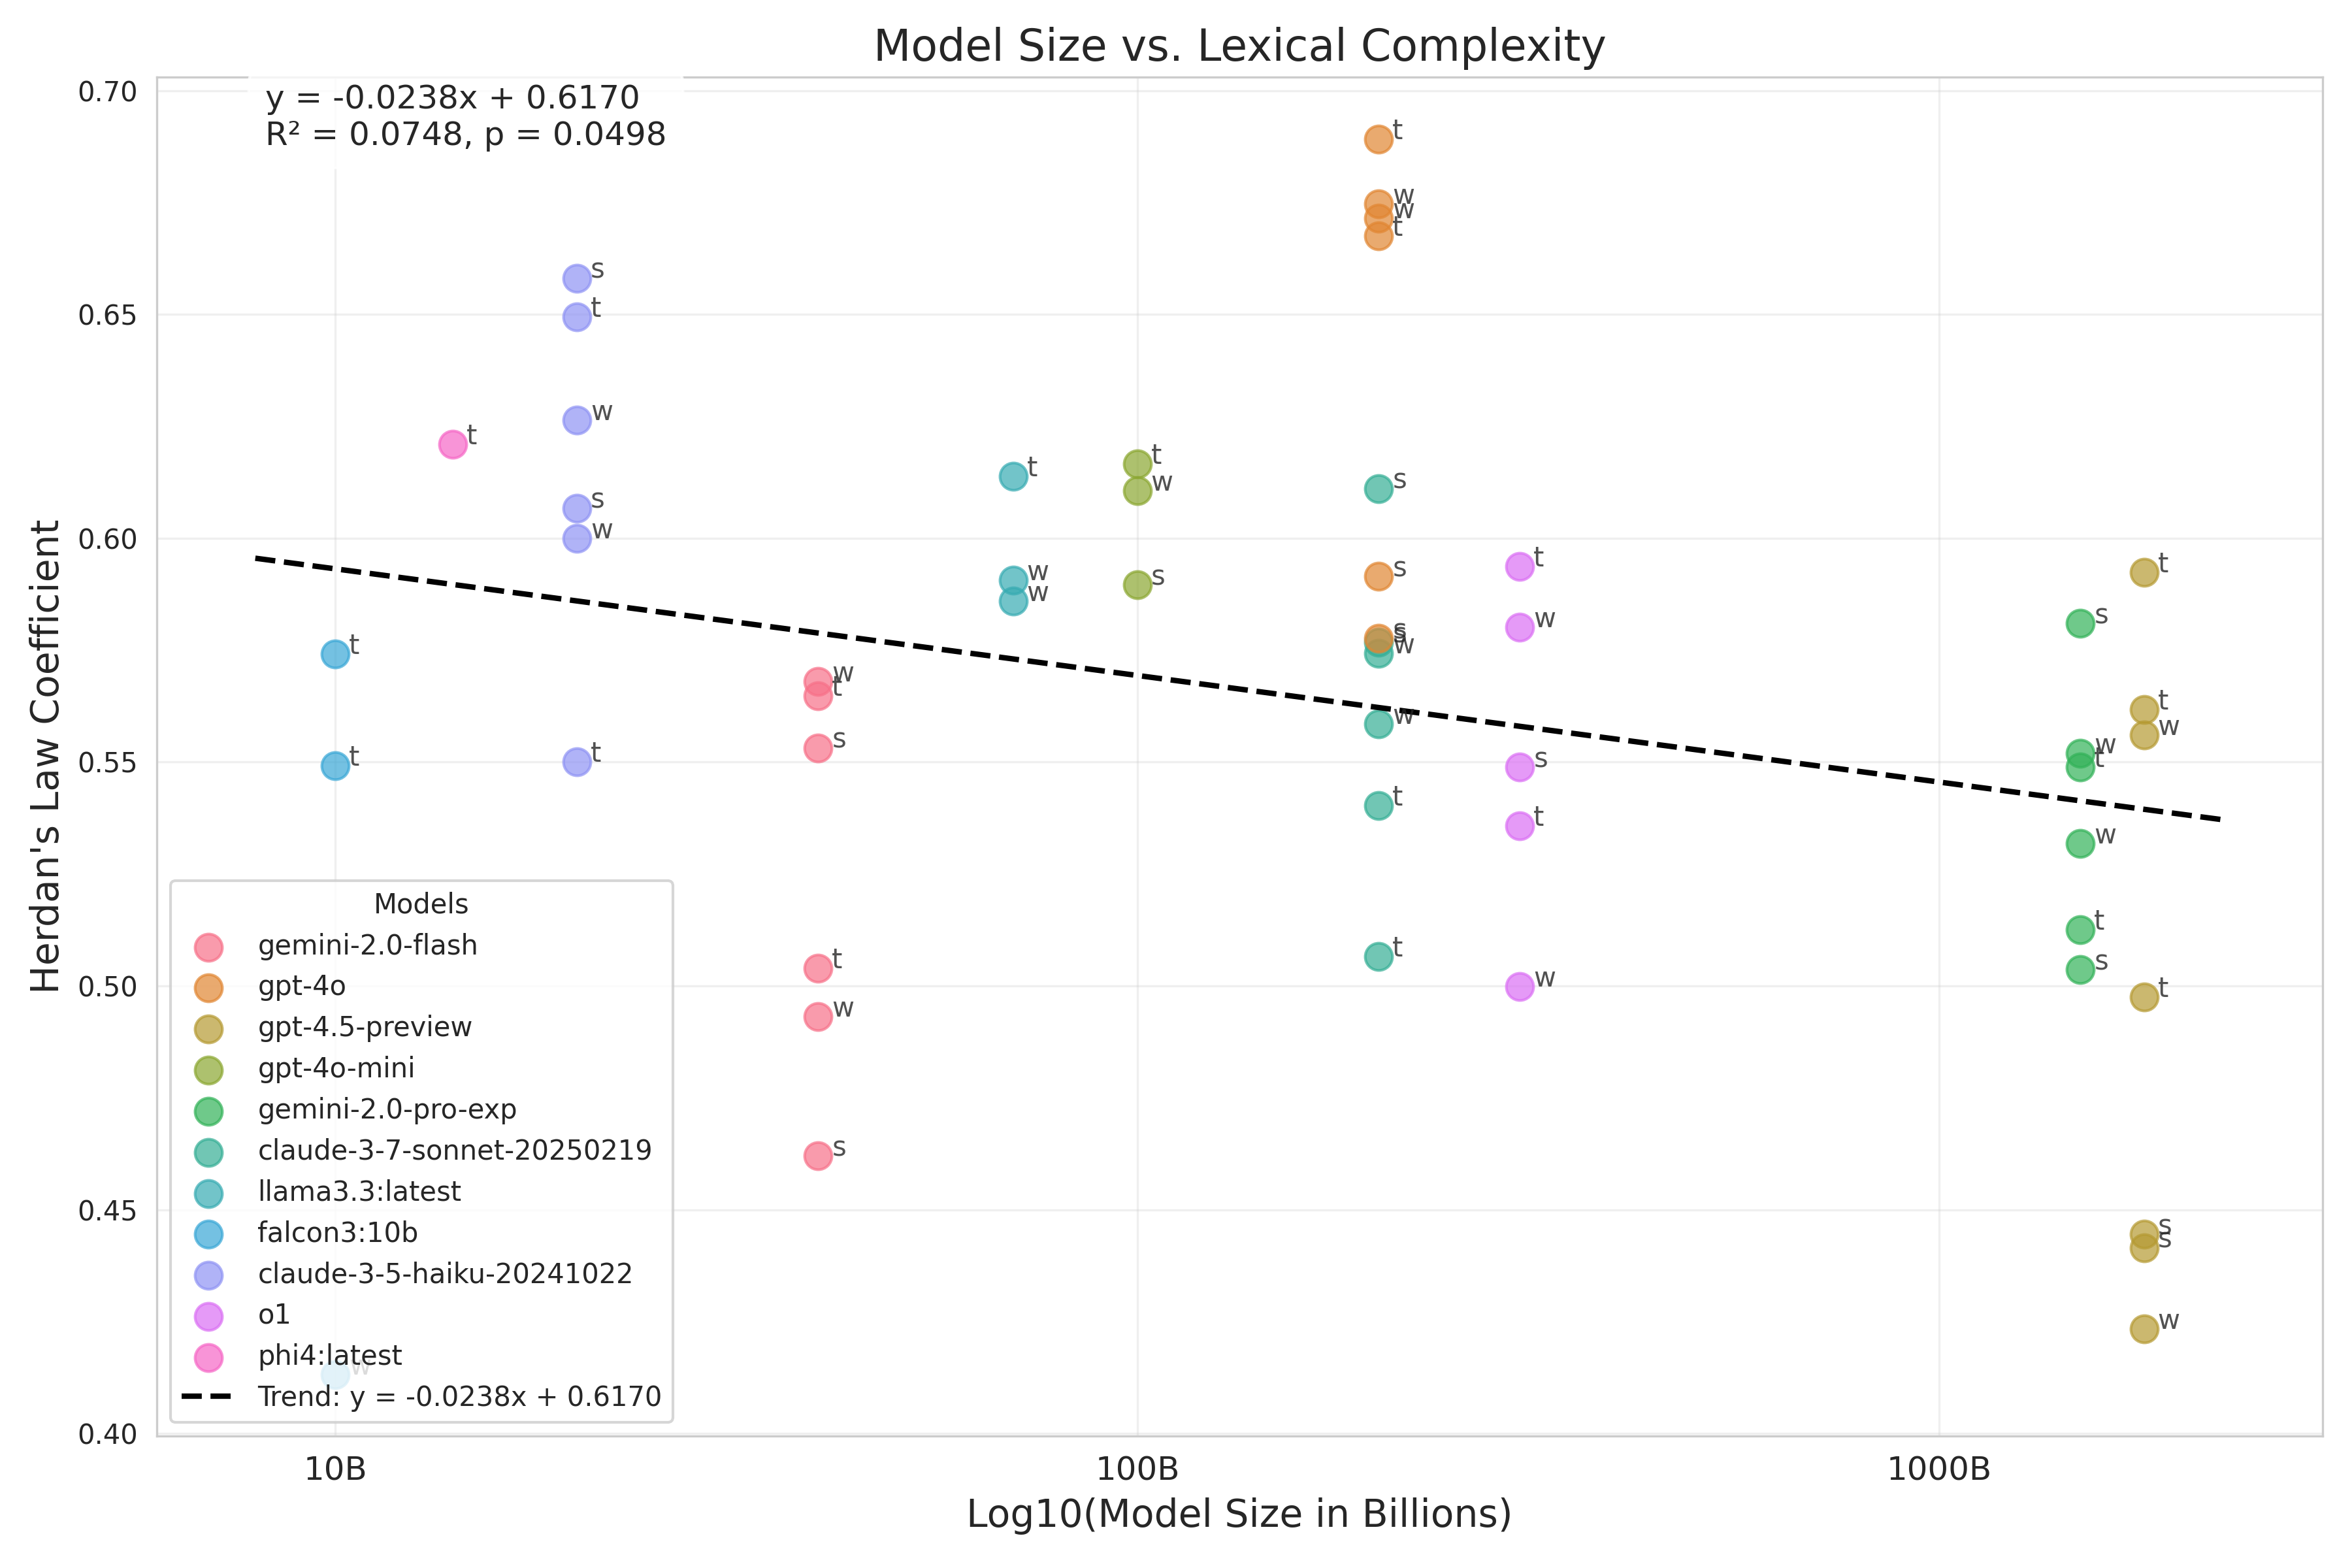 Model Size vs. Lexical Complexity
y = -0.0238x + 0.6170
R² = 0.0748, p = 0.0498
Herdan's Law Coefficient
0.70
0.65
0.60
0.55
0.50
0.45
0.40
t
w
w
t
s
t
w
t
s
w
t
t
w
s
t
w
w
s
s
s
s
w
w
t
t
t
w
s
t
w
t
t
t
w
t
s
t
w
s
s
w
t
w
t
s
t
t
w
t
s
s
w
w
Models
gemini-2.0-flash
gpt-4o
gpt-4.5-preview
gpt-4o-mini
gemini-2.0-pro-exp
claude-3-7-sonnet-20250219
llama3.3:latest
falcon3:10b
claude-3-5-haiku-20241022
o1
phi4:latest
Trend: y = -0.0238x + 0.6170
10B
100B
1000B
Log10(Model Size in Billions)